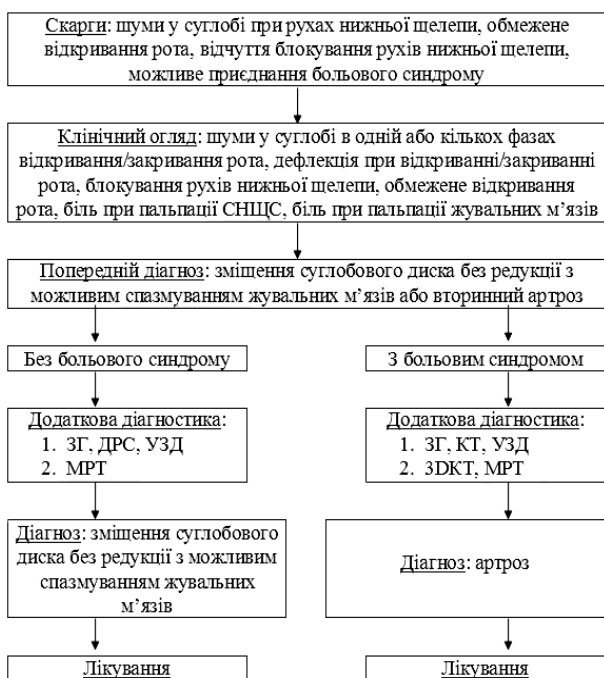 Скарги: шуми у суглобі при рухах нижньої щелепи, обмежене
відкривання рота, відчуття блокування рухів нижньої щелепи,
можливе приєднання больового синдрому
Клінічний огляд: шуми у суглобі в одній або кількох фазах
відкривання/закривання рота, дефлекція при відкриванні/закриванні
рота, блокування рухів нижньої щелепи, обмежене відкривання
рота, біль при пальпації СНЩС, біль при пальпації жувальних м’язів
Попередній діагноз: зміщення суглобового диска без редукції з
можливим спазмуванням жувальних м’язів або вторинний артроз
Без больового синдрому
З больовим синдромом
Додаткова діагностика:
1. ЗГ, ДРС, УЗД
2. МРТ
Додаткова діагностика:
1. ЗГ, КТ, УЗД
2. 3DКТ, МРТ
Діагноз: зміщення суглобового
диска без редукції з можливим
спазмуванням жувальних
м’язів
Діагноз: артроз
Лікування
Лікування